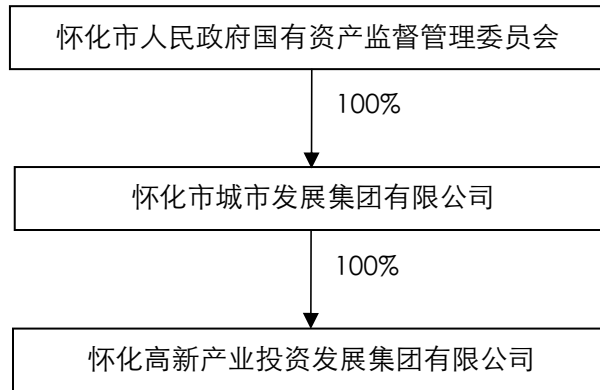 怀化市人民政府国有资产监督管理委员会
100%
怀化市城市发展集团有限公司
100%
怀化高新产业投资发展集团有限公司